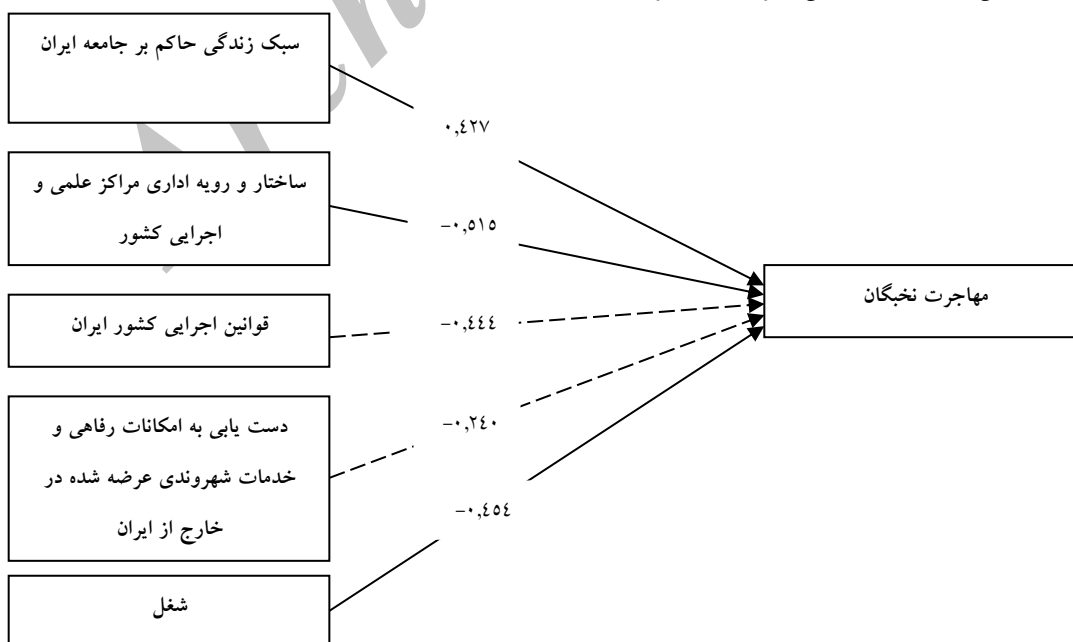 سبک زندگی حاکم بر جامعه ایران
۰,٤۲۷
ساختار و رویه اداری مراکز علمی و
اجرایی کشور
-۰,٥۱٥
مهاجرت نخبگان
قوانین اجرایی کشور ایران
-۰,٤٤٤
دست یابی به امکانات رفاهی و
خدمات شهروندی عرضه شده در
خارج از ایران
-۰,۲٤۰
-۰,٤٥٤
شغل